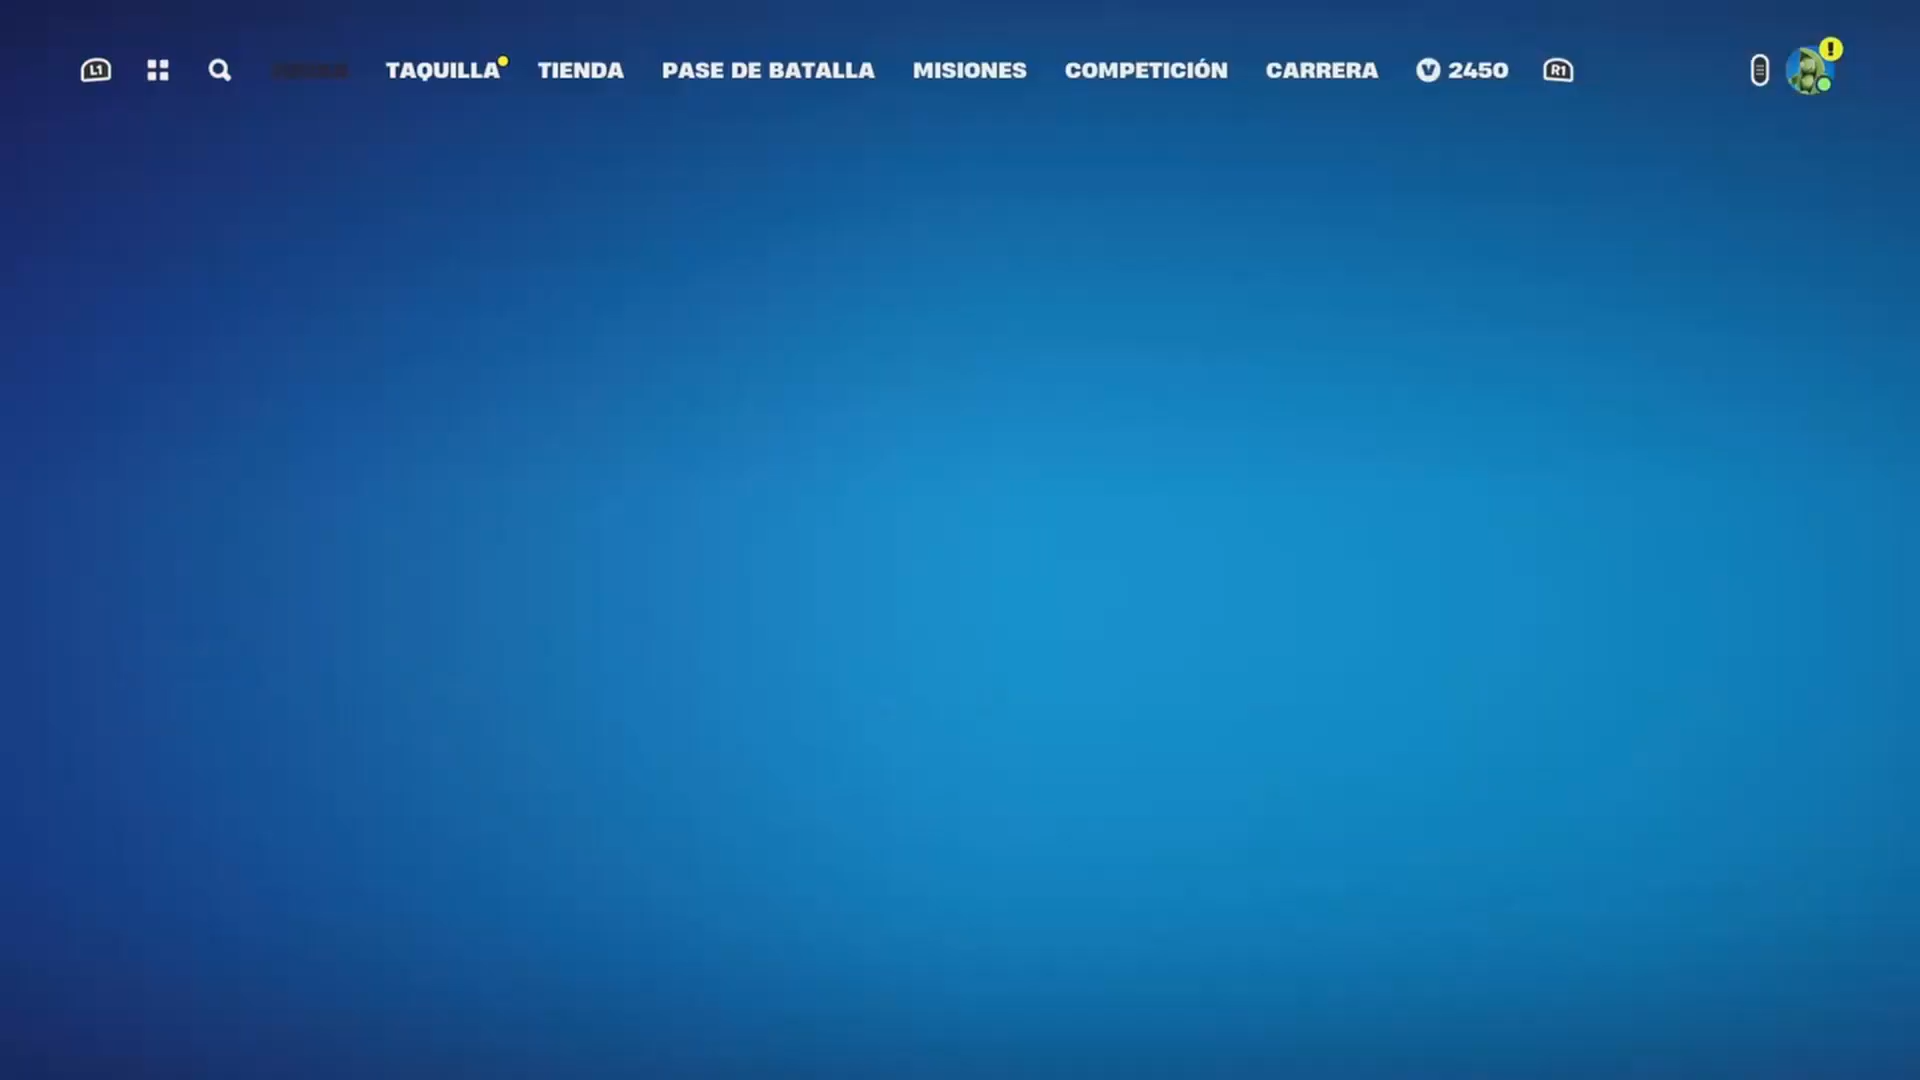 L1 TAQUILLA TIENDA PASE DE BATALLA MISIONES COMPETICIÓN CARRERA V 2450 R1 !